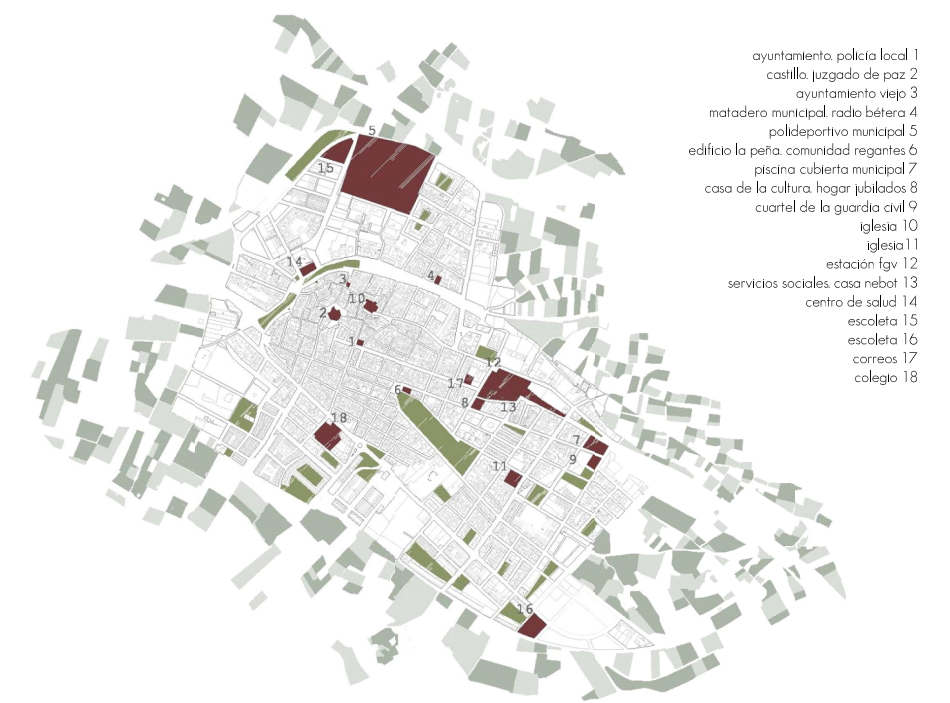 ayuntamiento. policía local 1
castillo. juzgado de paz 2
ayuntamiento viejo 3
matadero municipal. radio bétera 4
polideportivo municipal 5
edificio la peña. comunidad regantes 6
piscina cubierta municipal 7
casa de la cultura. hogar jubilados 8
cuartel de la guardia civil 9
iglesia 10
iglesia11
estación fgv 12
servicios sociales. casa nebot 13
centro de salud 14
escoleta 15
escoleta 16
correos 17
colegio 18
5
15
14
3
4
10
2
1
12
17
6
8
13
18
7
9
11
16